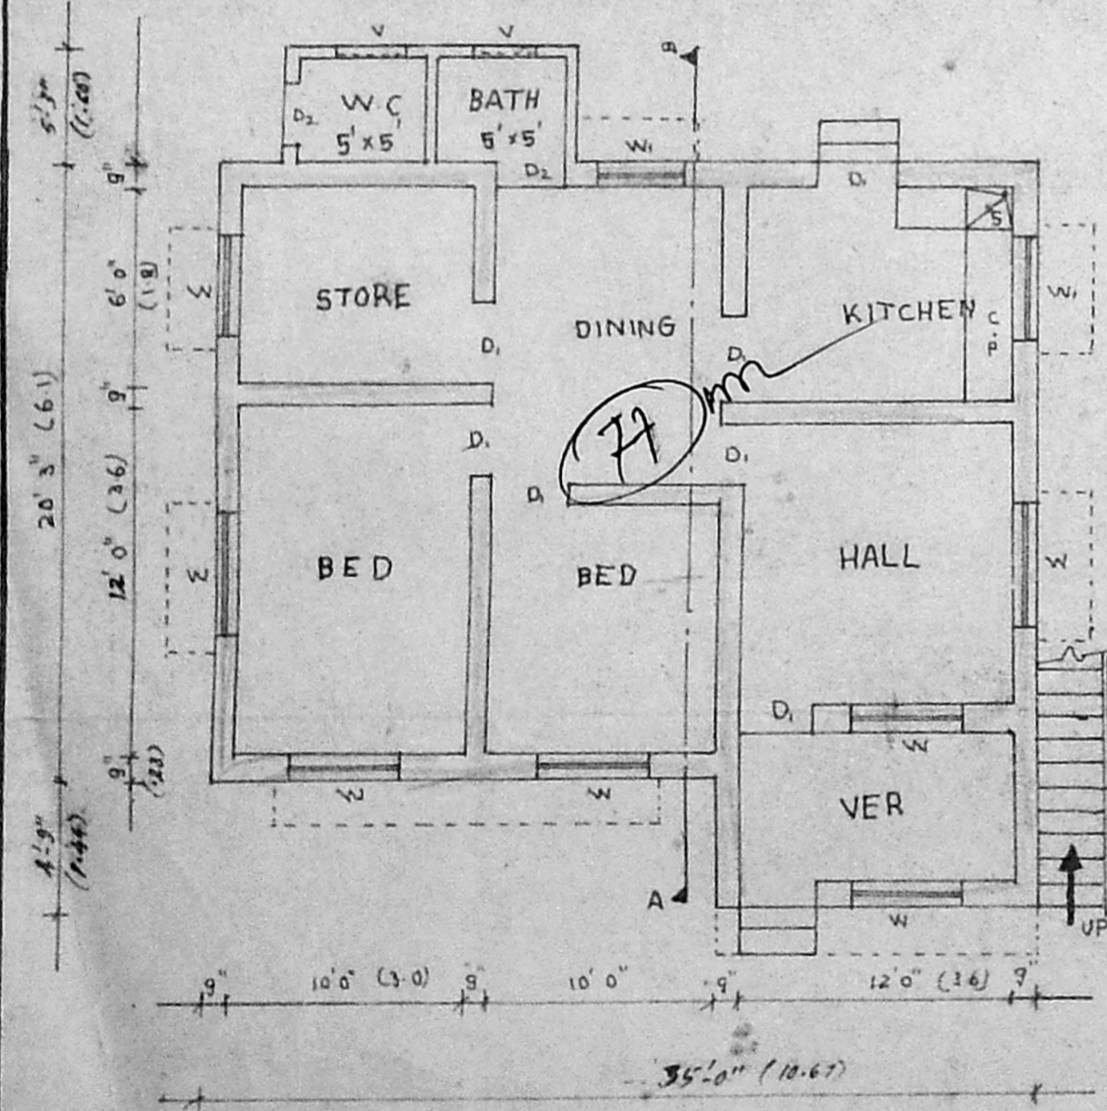 V V
B
5'-3"
(1.60)
W C
5' x 5'
D2
BATH
5' x 5'
D2
W1
D1
9"
S
6' 0"
(1.8)
W
STORE
DINING
KITCHEN
C.P
W1
D1
D1
9"
77
D1
D1
D1
20' 3" (6.1)
12' 0" (3.6)
W
BED
BED
HALL
W
D1
W
9"
(.23)
W
W
VER
4'-9"
(1.44)
A
W
UP
9"
10' 0" (3.0)
9"
10' 0"
9"
12' 0" (3.6)
9"
35'-0" (10.67)